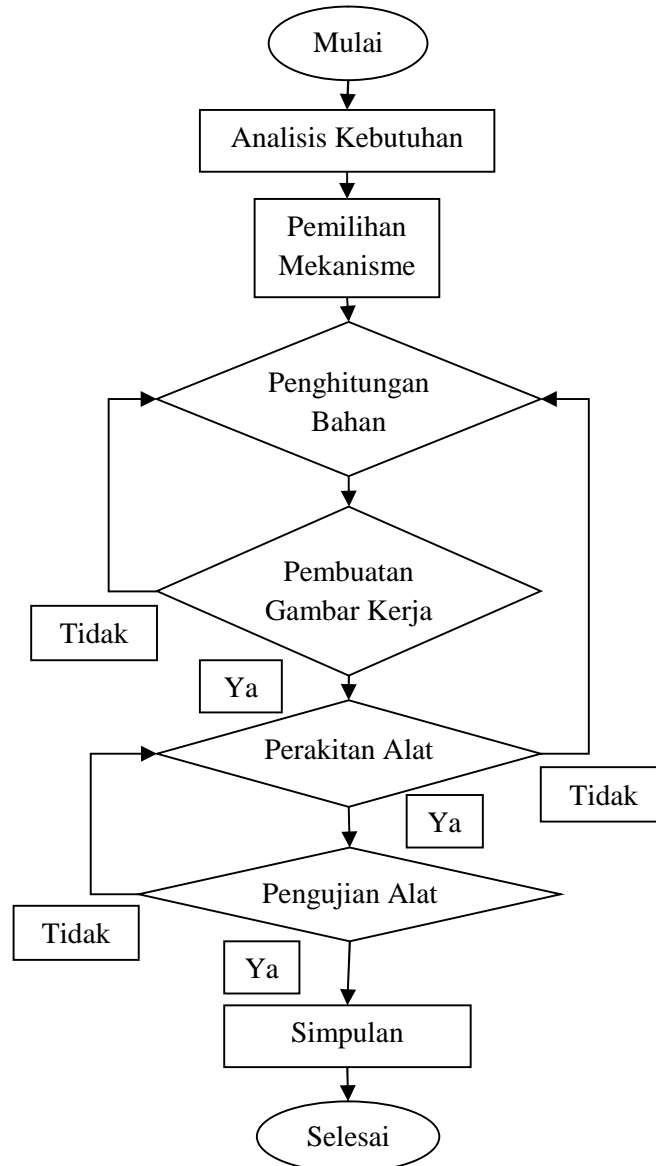 Mulai
Analisis Kebutuhan
Pemilihan
Mekanisme
Penghitungan
Bahan
Pembuatan
Gambar Kerja
Tidak
Ya
Perakitan Alat
Tidak
Ya
Pengujian Alat
Tidak
Ya
Simpulan
Selesai